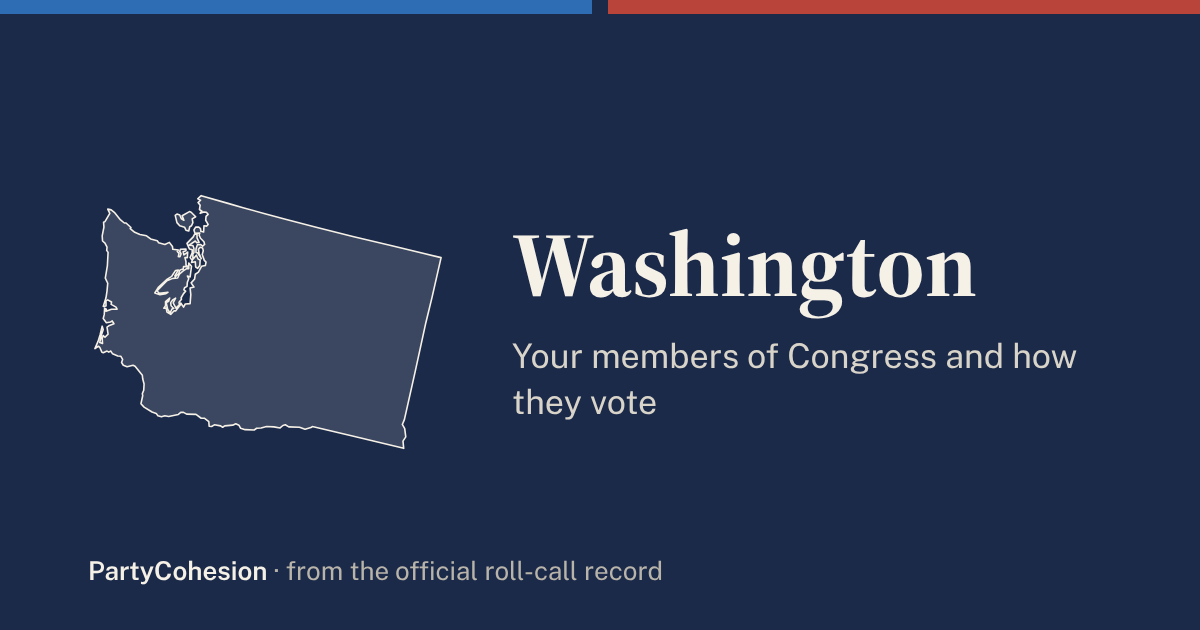 Washington
Your members of Congress and how
they vote
PartyCohesion · from the official roll-call record